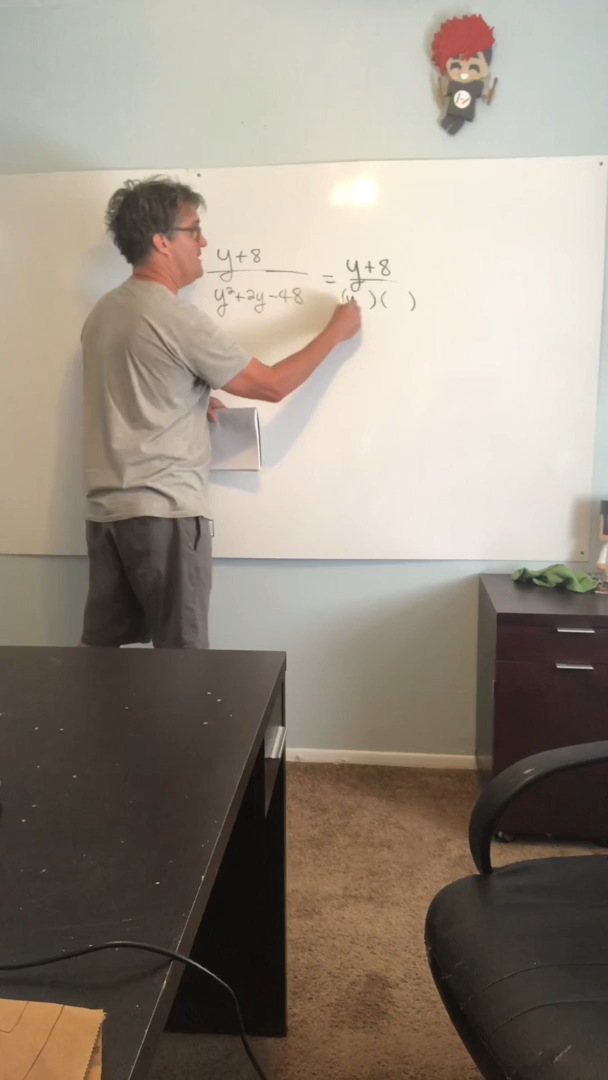 y+8 = y+8
y²+2y-48 (y )( )